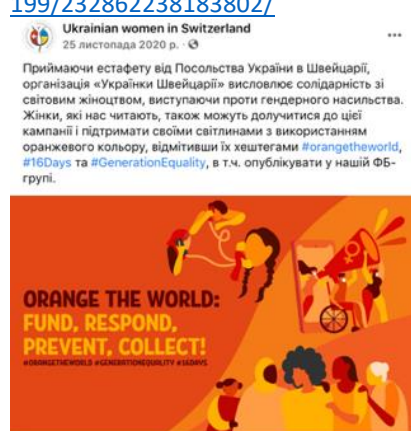 199/232862238183802/
Ukrainian women in Switzerland
25 листопада 2020 р. ·
Приймаючи естафету від Посольства України в Швейцарії,
організація «Українки Швейцарії» висловлює солідарність зі
світовим жіноцтвом, виступаючи проти гендерного насильства.
Жінки, які нас читають, також можуть долучитися до цієї
кампанії і підтримати своїми світлинами з використанням
оранжевого кольору, відмітивши їх хештегами #orangetheworld,
#16Days та #GenerationEquality, в т.ч. опублікувати у нашій ФБ-
групі.
ORANGE THE WORLD:
FUND, RESPOND,
PREVENT, COLLECT!
#ORANGETHEWORLD #GENERATIONEQUALITY #16DAYS